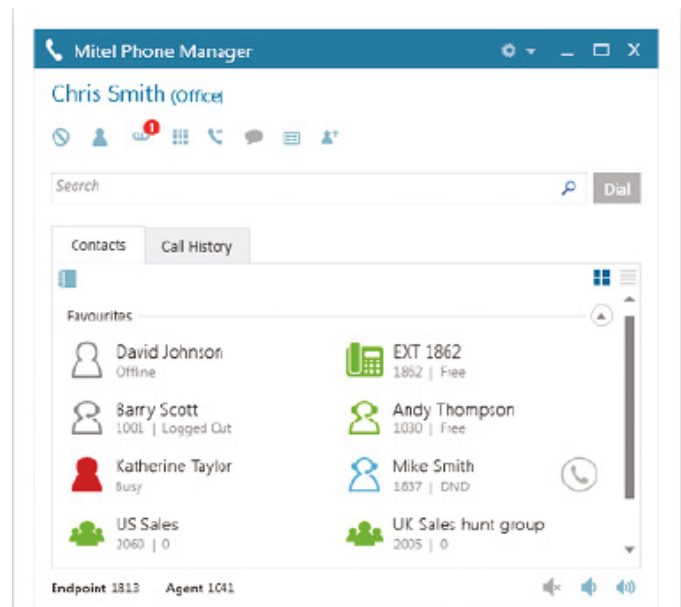 Mitel Phone Manager
Chris Smith (Office)
1
Search
Dial
Contacts
Call History
Favourites
David Johnson
Offline
EXT 1862
1862 | Free
Barry Scott
1001 | Logged Out
Andy Thompson
1030 | Free
Katherine Taylor
Busy
Mike Smith
1837 | DND
US Sales
2060 | 0
UK Sales hunt group
2005 | 0
Endpoint 1813 Agent 1041